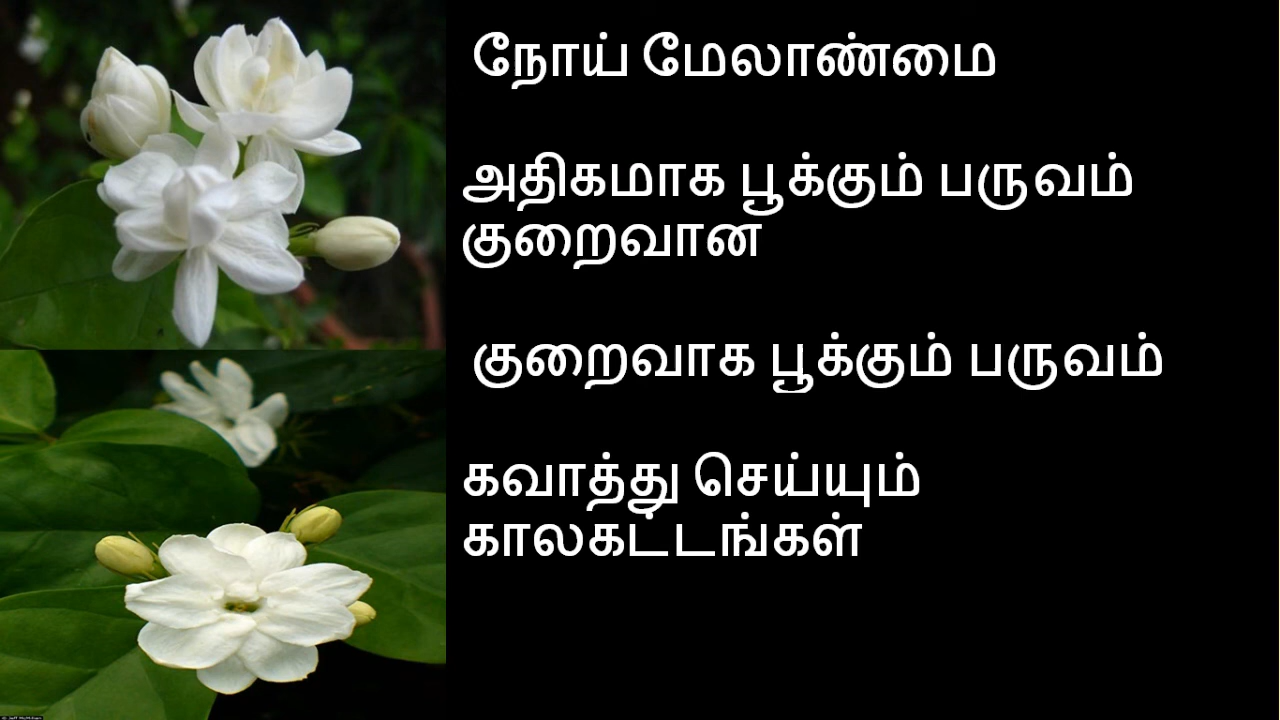 நோய் மேலாண்மை
அதிகமாக பூக்கும் பருவம்
குறைவான
குறைவாக பூக்கும் பருவம்
கவாத்து செய்யும்
காலகட்டங்கள்